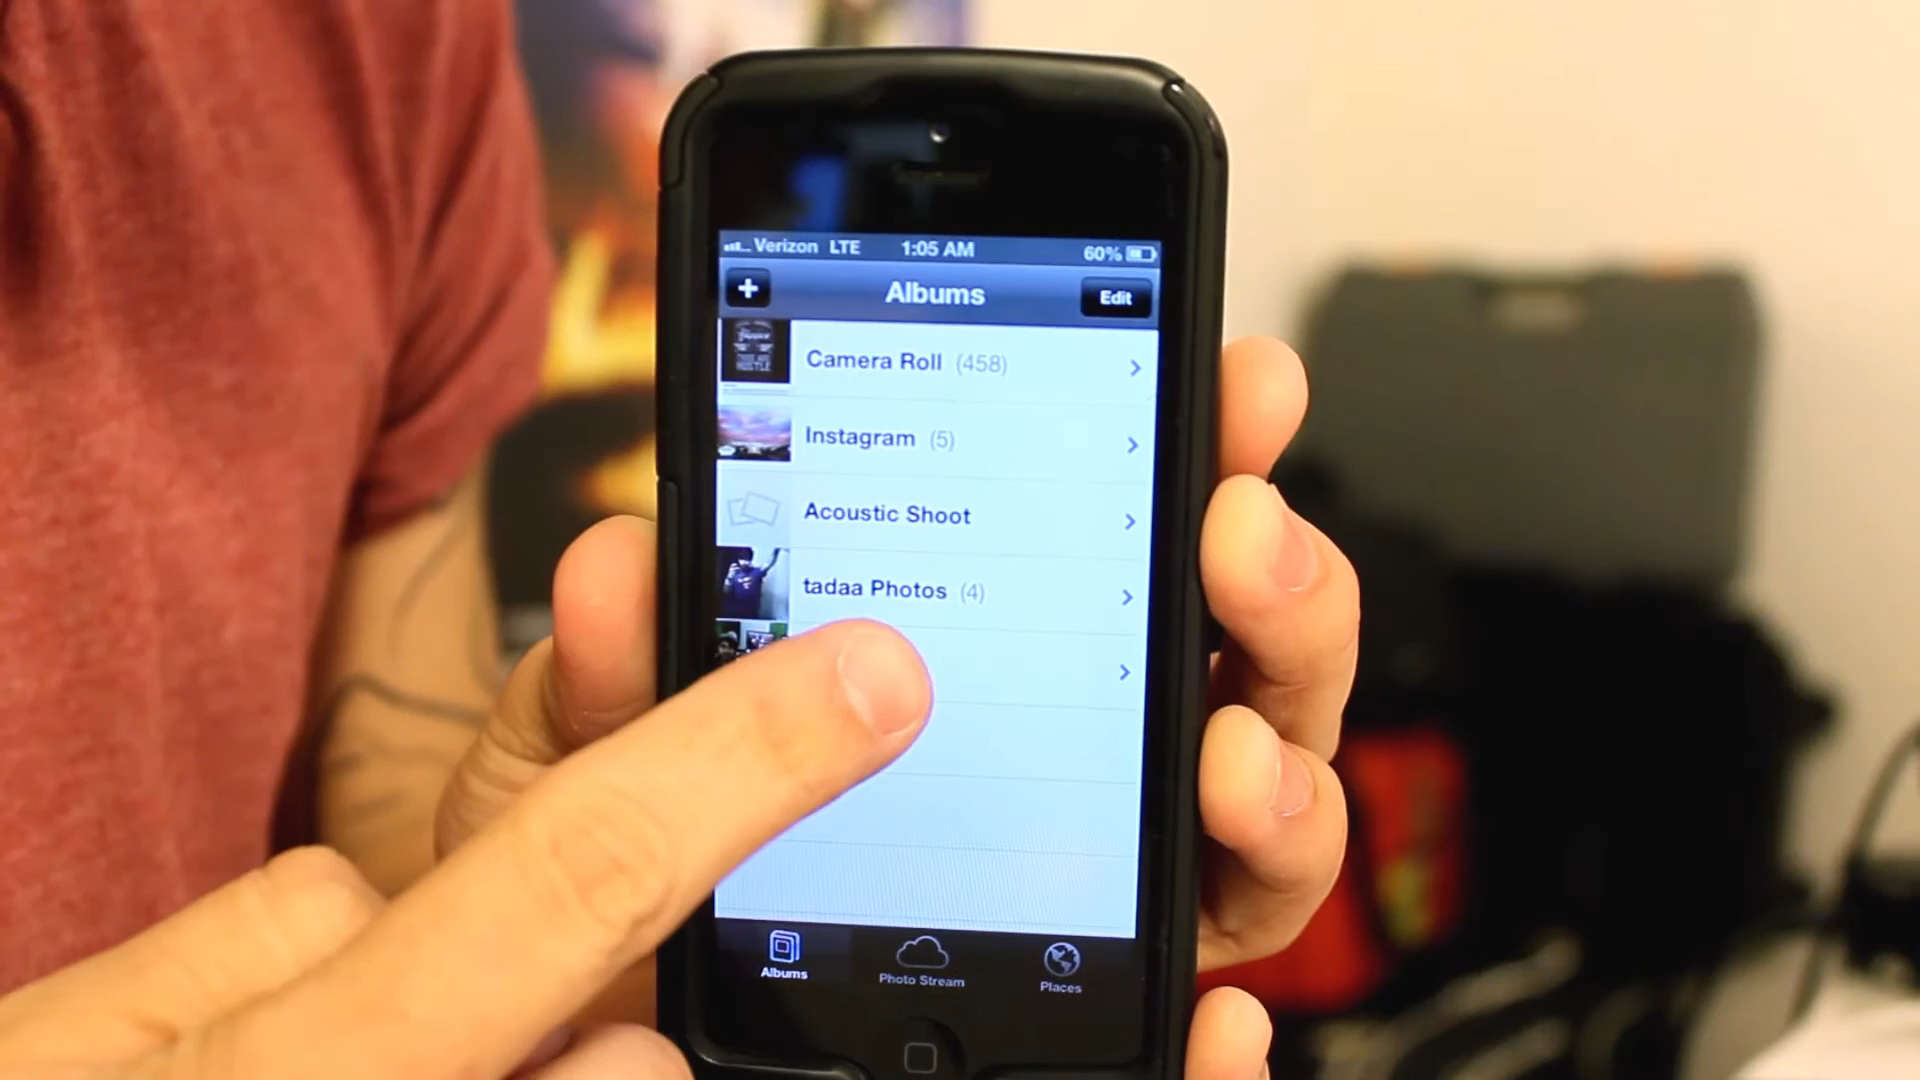 Verizon LTE 1:05 AM 60%
+ Albums Edit
Camera Roll (458)
Instagram (5)
Acoustic Shoot
tadaa Photos (4)
Albums Photo Stream Places